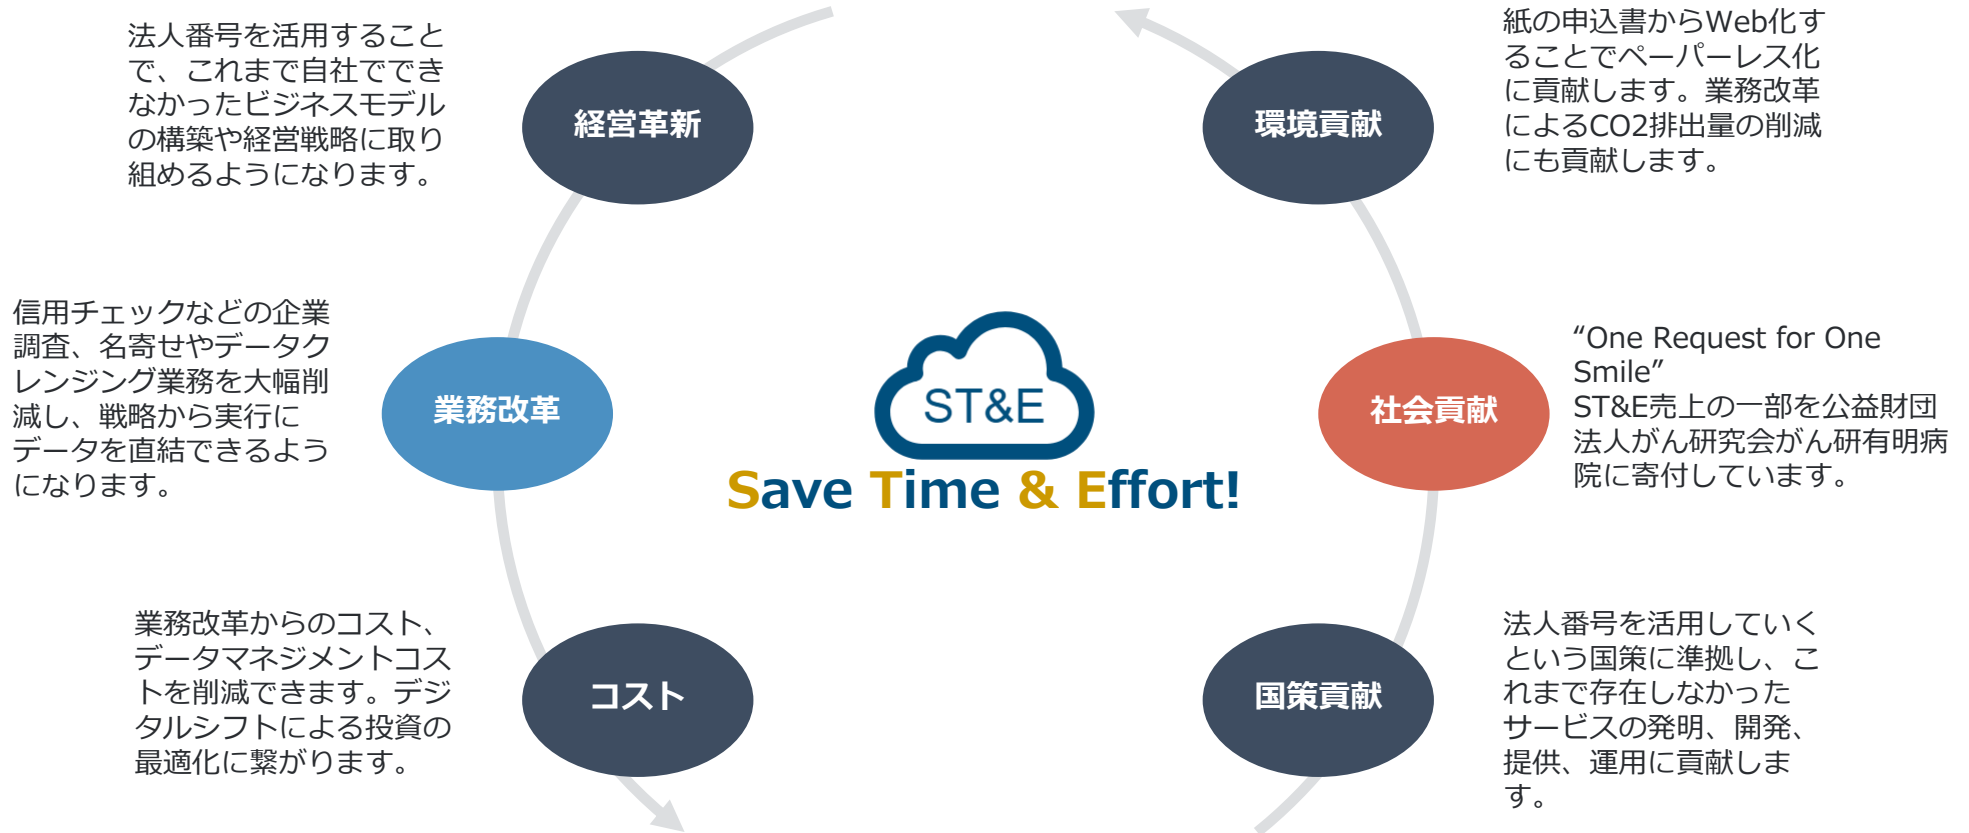 法人番号を活用すること
で、これまで自社ででき
なかったビジネスモデル
の構築や経営戦略に取り
組めるようになります。
経営革新
環境貢献
紙の申込書からWeb化す
ることでペーパーレス化
に貢献します。業務改革
によるCO2排出量の削減
にも貢献します。
信用チェックなどの企業
調査、名寄せやデータク
レンジング業務を大幅削
減し、戦略から実行に
データを直結できるよう
になります。
業務改革
ST&E
Save Time & Effort!
社会貢献
“One Request for One
Smile”
ST&E売上の一部を公益財団
法人がん研究会がん研有明病
院に寄付しています。
業務改革からのコスト、
データマネジメントコス
トを削減できます。デジ
タルシフトによる投資の
最適化に繋がります。
コスト
国策貢献
法人番号を活用していく
という国策に準拠し、こ
れまで存在しなかった
サービスの発明、開発、
提供、運用に貢献しま
す。